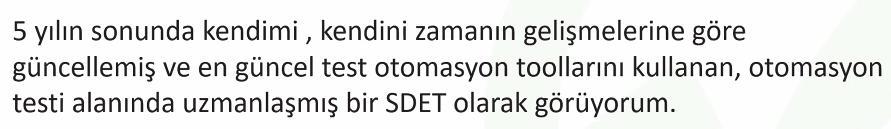 5 yılın sonunda kendimi , kendini zamanın gelişmelerine göre
güncellemiş ve en güncel test otomasyon toollarını kullanan, otomasyon
testi alanında uzmanlaşmış bir SDET olarak görüyorum.